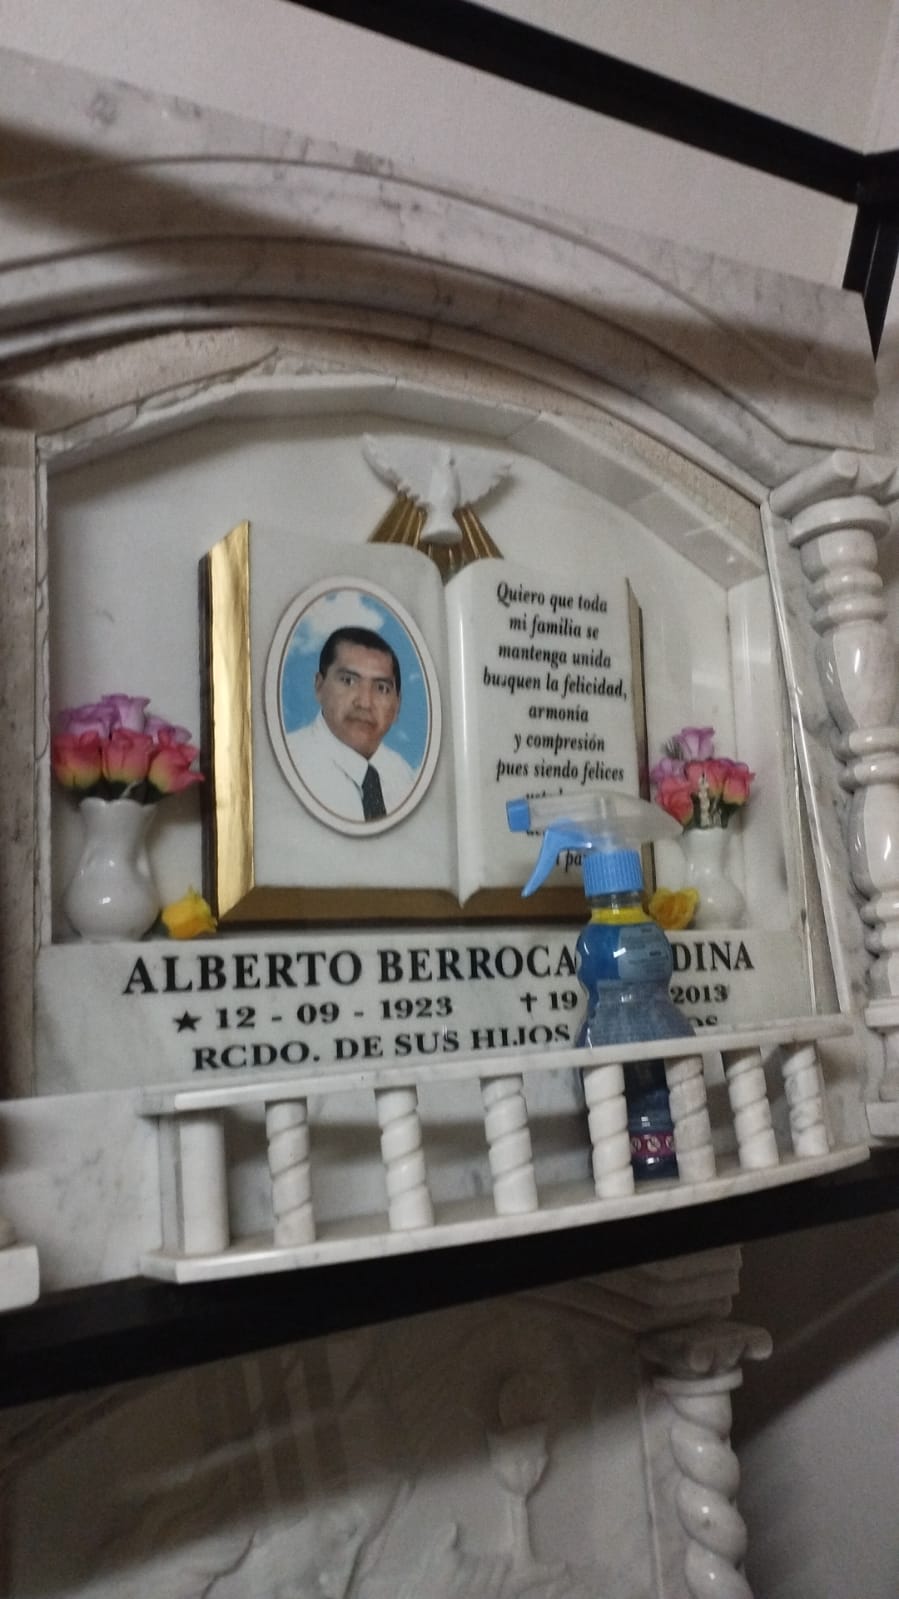 Quiero que toda
mi familia se
mantenga unida
busquen la felicidad,
armonía
y compresión
pues siendo felices
ALBERTO BERROCA DINA
★ 12 - 09 - 1923 ✝ 19 2013
RCDO. DE SUS HIJOS